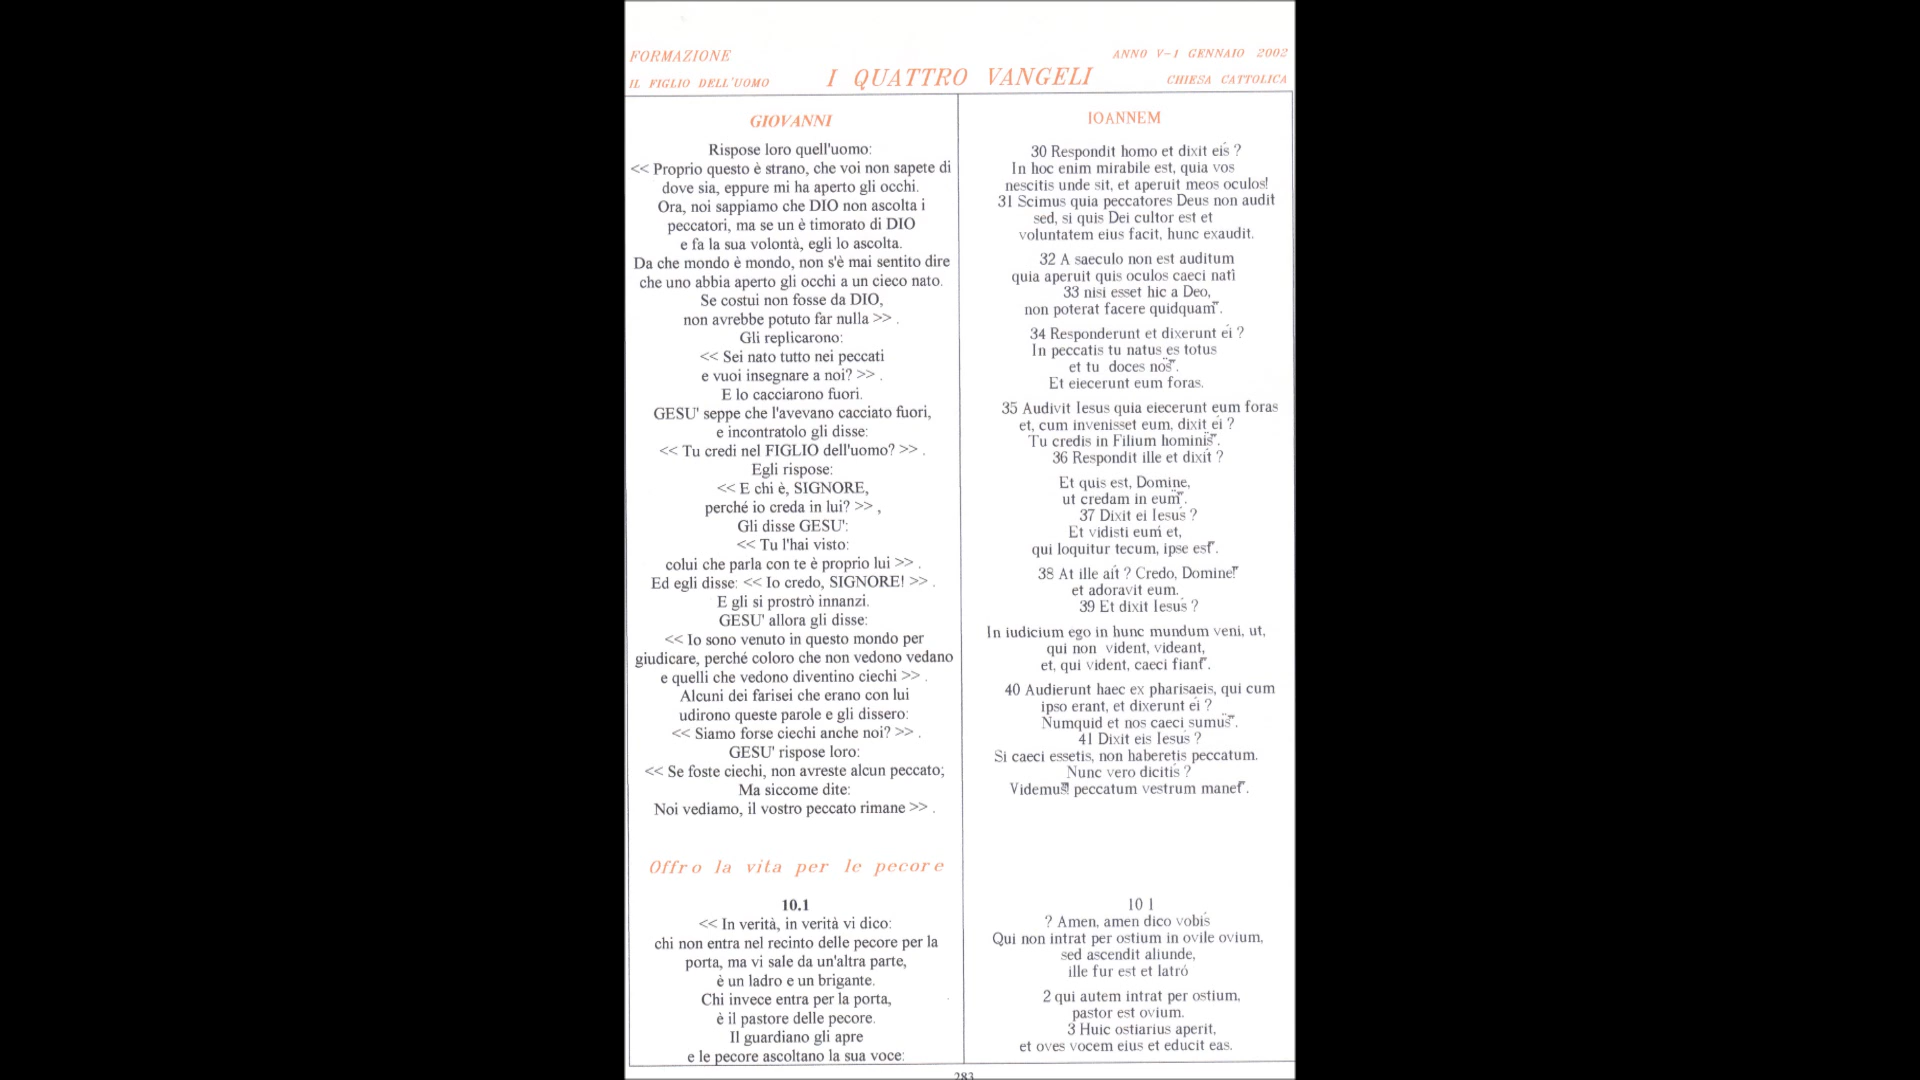 FORMAZIONE
ANNO V-1 GENNAIO 2002
IL FIGLIO DELL'UOMO
I QUATTRO VANGELI
CHIESA CATTOLICA
GIOVANNI
Rispose loro quell'uomo:
<< Proprio questo è strano, che voi non sapete di
dove sia, eppure mi ha aperto gli occhi.
Ora, noi sappiamo che DIO non ascolta i
peccatori, ma se un è timorato di DIO
e fa la sua volontà, egli lo ascolta.
Da che mondo è mondo, non s'è mai sentito dire
che uno abbia aperto gli occhi a un cieco nato.
Se costui non fosse da DIO,
non avrebbe potuto far nulla >> .
Gli replicarono:
<< Sei nato tutto nei peccati
e vuoi insegnare a noi? >> .
E lo cacciarono fuori.
GESU' seppe che l'avevano cacciato fuori,
e incontratolo gli disse:
<< Tu credi nel FIGLIO dell'uomo? >> .
Egli rispose:
<< E chi è, SIGNORE,
perché io creda in lui? >> ,
Gli disse GESU':
<< Tu l'hai visto:
colui che parla con te è proprio lui >> .
Ed egli disse: << Io credo, SIGNORE! >> .
E gli si prostrò innanzi.
GESU' allora gli disse:
<< Io sono venuto in questo mondo per
giudicare, perché coloro che non vedono vedano
e quelli che vedono diventino ciechi >> .
Alcuni dei farisei che erano con lui
udirono queste parole e gli dissero:
<< Siamo forse ciechi anche noi? >> .
GESU' rispose loro:
<< Se foste ciechi, non avreste alcun peccato;
Ma siccome dite:
Noi vediamo, il vostro peccato rimane >> .
Offro la vita per le pecore
10.1
<< In verità, in verità vi dico:
chi non entra nel recinto delle pecore per la
porta, ma vi sale da un'altra parte,
è un ladro e un brigante.
Chi invece entra per la porta,
è il pastore delle pecore.
Il guardiano gli apre
e le pecore ascoltano la sua voce:
IOANNEM
30 Respondit homo et dixit eis ?
In hoc enim mirabile est, quia vos
nescitis unde sit, et aperuit meos oculos!
31 Scimus quia peccatores Deus non audit
sed, si quis Dei cultor est et
voluntatem eius facit, hunc exaudit.
32 A saeculo non est auditum
quia aperuit quis oculos caeci nati
33 nisi esset hic a Deo,
non poterat facere quidquam".
34 Responderunt et dixerunt ei ?
In peccatis tu natus es totus
et tu doces nos".
Et eiecerunt eum foras.
35 Audivit Iesus quia eiecerunt eum foras
et, cum invenisset eum, dixit ei ?
Tu credis in Filium hominis".
36 Respondit ille et dixit ?
Et quis est, Domine,
ut credam in eum".
37 Dixit ei Iesus ?
Et vidisti eum et,
qui loquitur tecum, ipse est".
38 At ille ait ? Credo, Domine!"
et adoravit eum.
39 Et dixit Iesus ?
In iudicium ego in hunc mundum veni, ut,
qui non vident, videant,
et, qui vident, caeci fiant".
40 Audierunt haec ex pharisaeis, qui cum
ipso erant, et dixerunt ei ?
Numquid et nos caeci sumus".
41 Dixit eis Iesus ?
Si caeci essetis, non haberetis peccatum.
Nunc vero dicitis ?
Videmus peccatum vestrum manet".
10 1
? Amen, amen dico vobis
Qui non intrat per ostium in ovile ovium,
sed ascendit aliunde,
ille fur est et latró
2 qui autem intrat per ostium,
pastor est ovium.
3 Huic ostiarius aperit,
et oves vocem eius et educit eas.
283